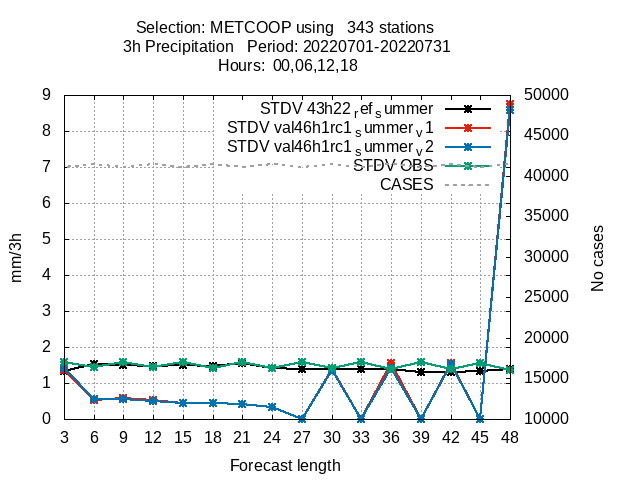 Selection: METCOOP using   343 stations
3h Precipitation   Period: 20220701-20220731
Hours:  00,06,12,18
STDV 43h22ᵣefₛummer
STDV val46h1rc1ₛummerᵥ1
STDV val46h1rc1ₛummerᵥ2
STDV OBS
CASES
mm/3h
9
8
7
6
5
4
3
2
1
0
50000
45000
40000
35000
30000
25000
20000
15000
10000
No cases
3 6 9 12 15 18 21 24 27 30 33 36 39 42 45 48
Forecast length